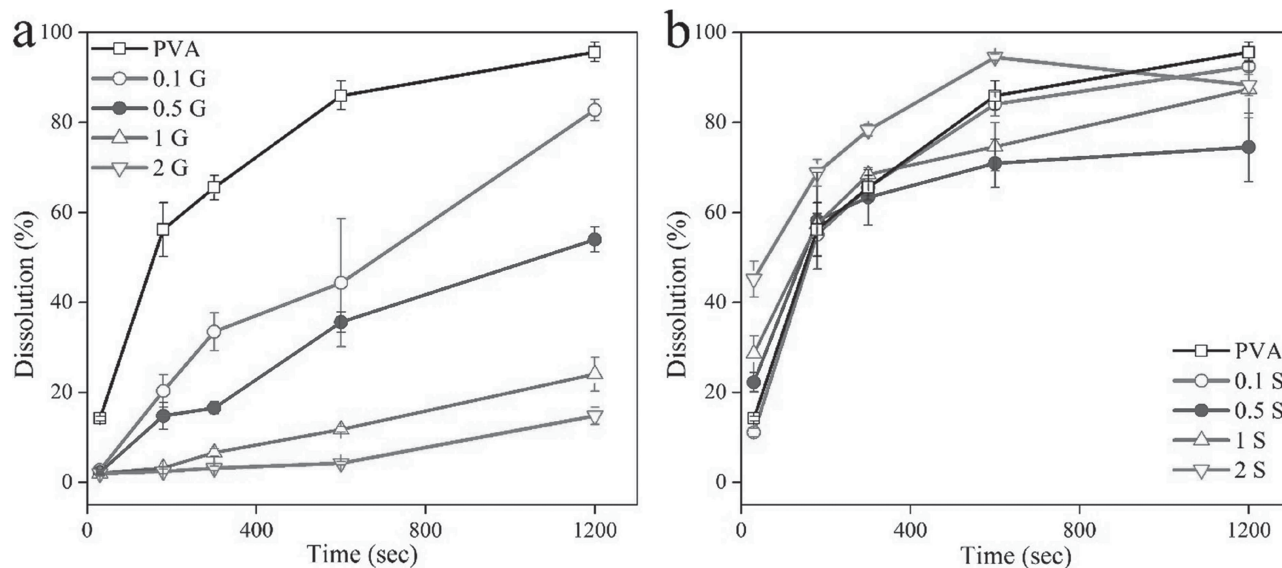 a
PVA
0.1 G
0.5 G
1 G
2 G
100
80
60
40
20
0
Dissolution (%)
0
400
800
1200
Time (sec)
b
PVA
0.1 S
0.5 S
1 S
2 S
100
80
60
40
20
0
Dissolution (%)
0
400
800
1200
Time (sec)